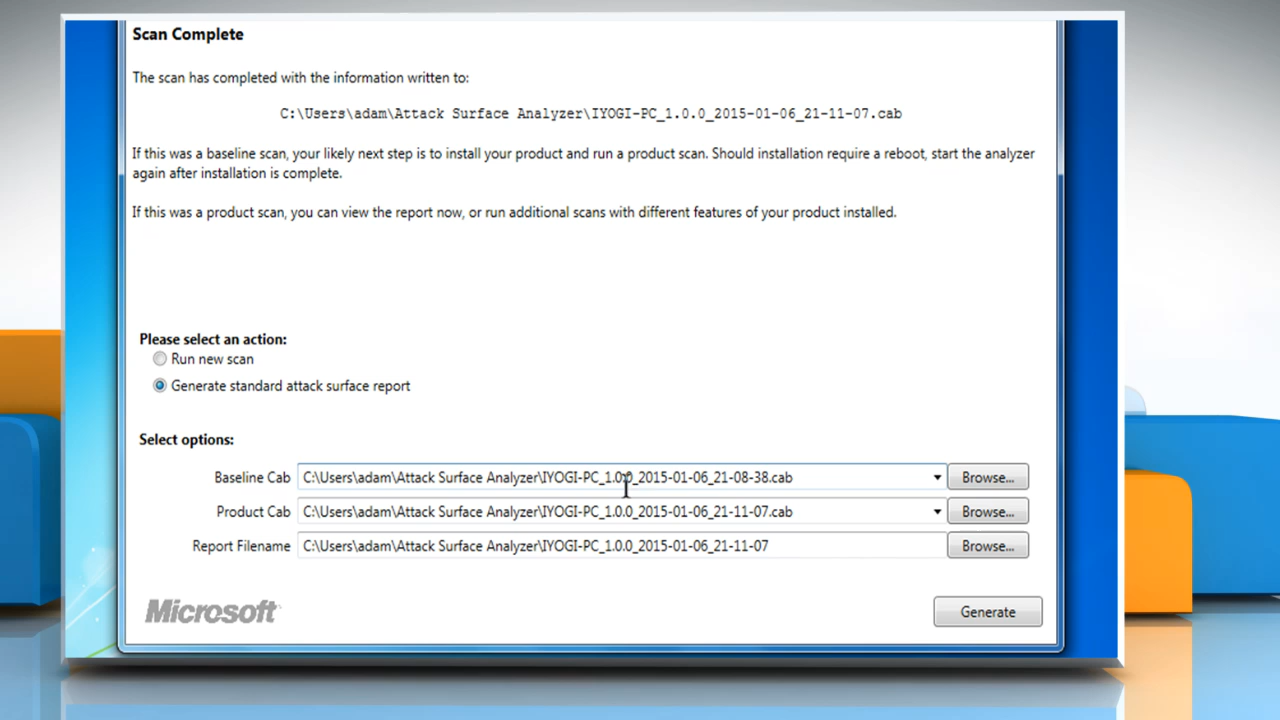 Scan Complete
The scan has completed with the information written to:
C:\Users\adam\Attack Surface Analyzer\IYOGI-PC_1.0.0_2015-01-06_21-11-07.cab
If this was a baseline scan, your likely next step is to install your product and run a product scan. Should installation require a reboot, start the analyzer
again after installation is complete.
If this was a product scan, you can view the report now, or run additional scans with different features of your product installed.
Please select an action:
Run new scan
Generate standard attack surface report
Select options:
Baseline Cab C:\Users\adam\Attack Surface Analyzer\IYOGI-PC_1.0.0_2015-01-06_21-08-38.cab Browse...
Product Cab C:\Users\adam\Attack Surface Analyzer\IYOGI-PC_1.0.0_2015-01-06_21-11-07.cab Browse...
Report Filename C:\Users\adam\Attack Surface Analyzer\IYOGI-PC_1.0.0_2015-01-06_21-11-07 Browse...
Microsoft Generate